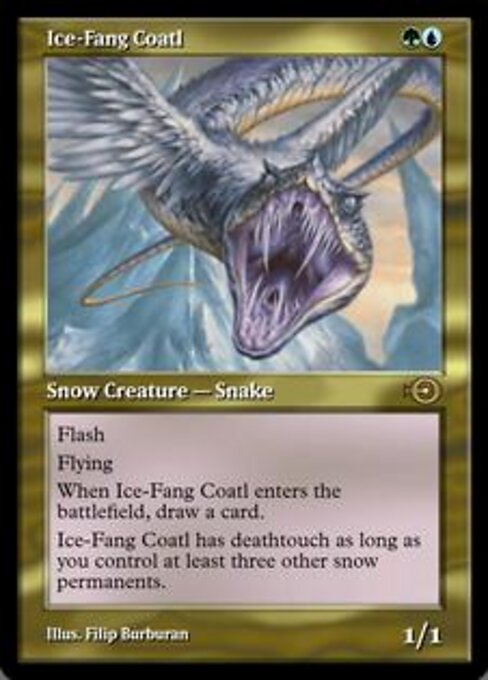 Ice-Fang Coatl
Snow Creature — Snake
Flash
Flying
When Ice-Fang Coatl enters the
battlefield, draw a card.
Ice-Fang Coatl has deathtouch as long as
you control at least three other snow
permanents.
Illus. Filip Burburan
1/1